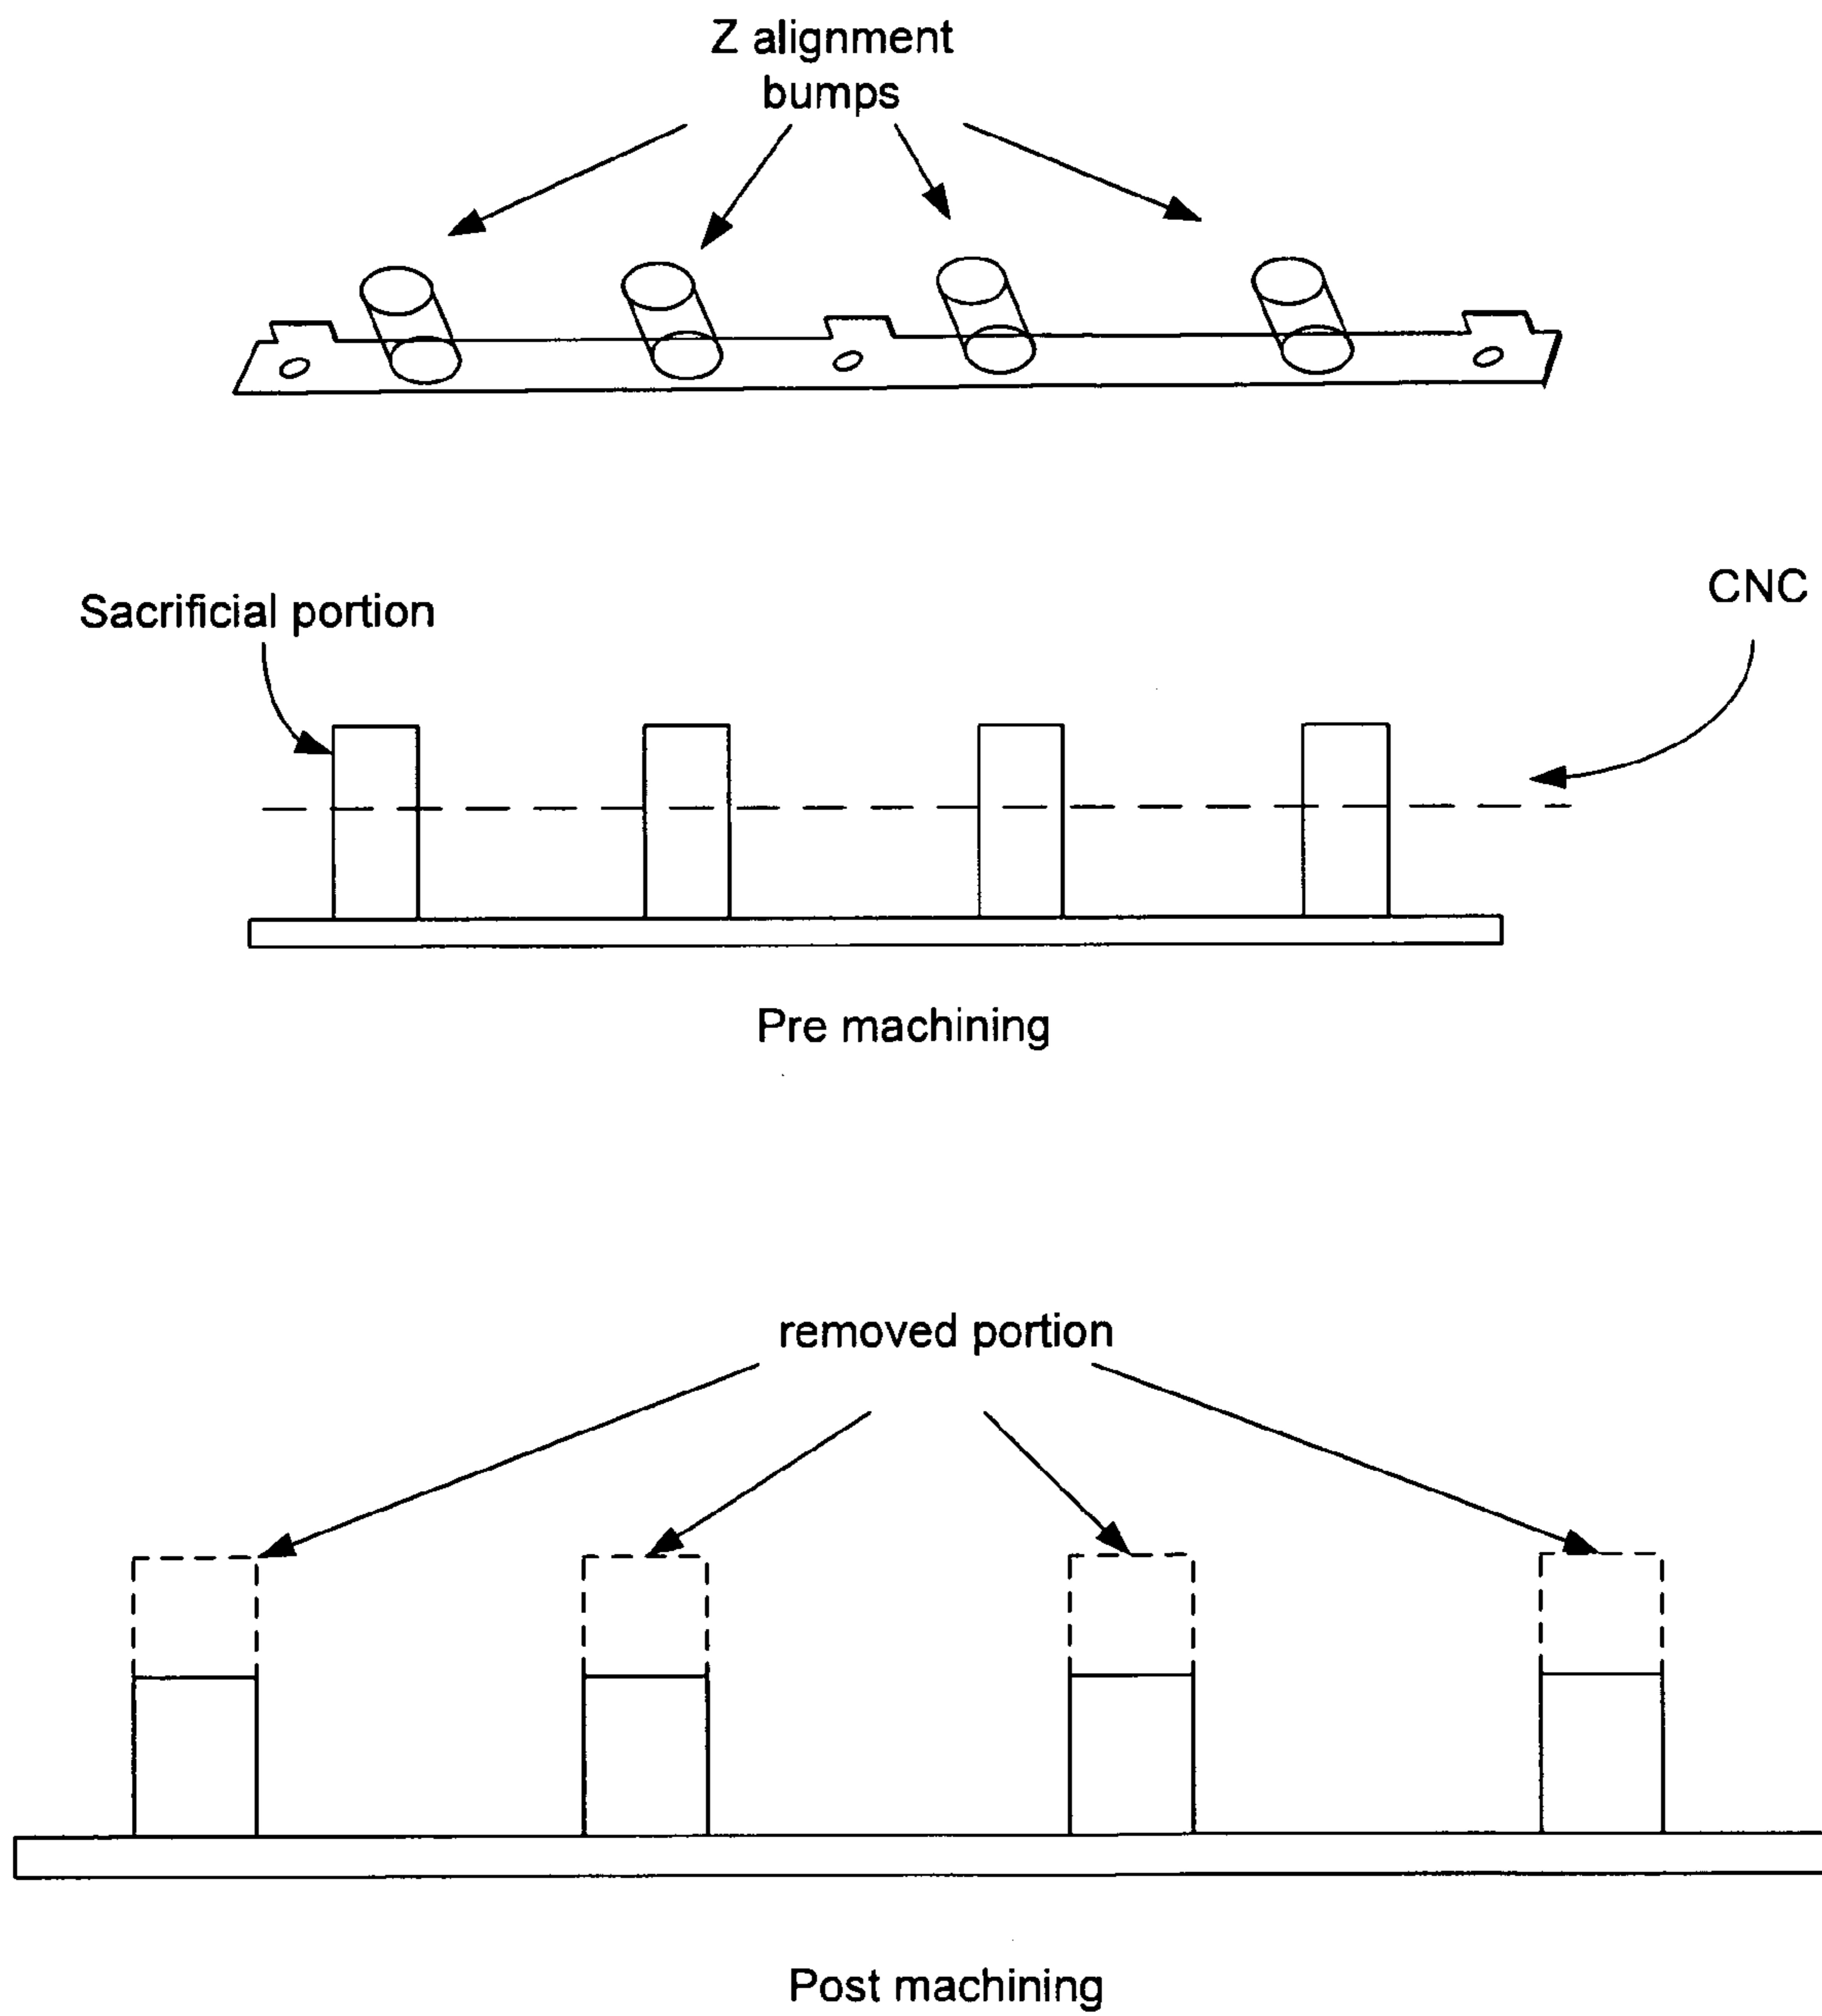 Z alignment
bumps
Sacrificial portion
CNC
Pre machining
removed portion
Post machining